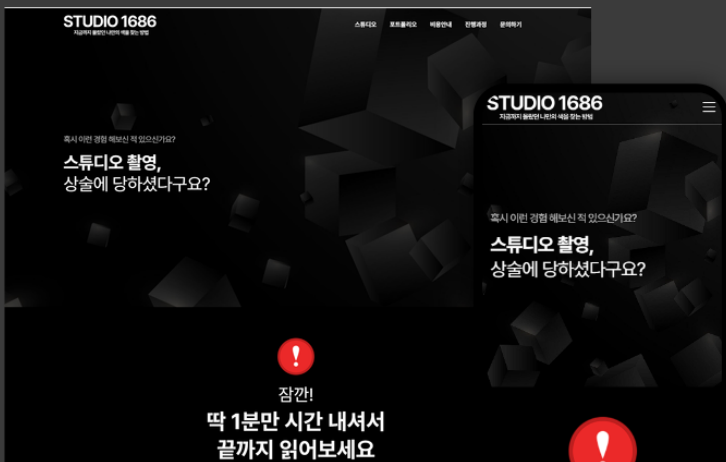 STUDIO 1686
지금까지 몰랐던 나만의 색을 찾는 방법
스튜디오 포트폴리오 비용안내 진행과정 문의하기
혹시 이런 경험 해보신 적 있으신가요?
스튜디오 촬영,
상술에 당하셨다구요?
잠깐!
딱 1분만 시간 내셔서
끝까지 읽어보세요
STUDIO 1686
지금까지 몰랐던 나만의 색을 찾는 방법
혹시 이런 경험 해보신 적 있으신가요?
스튜디오 촬영,
상술에 당하셨다구요?